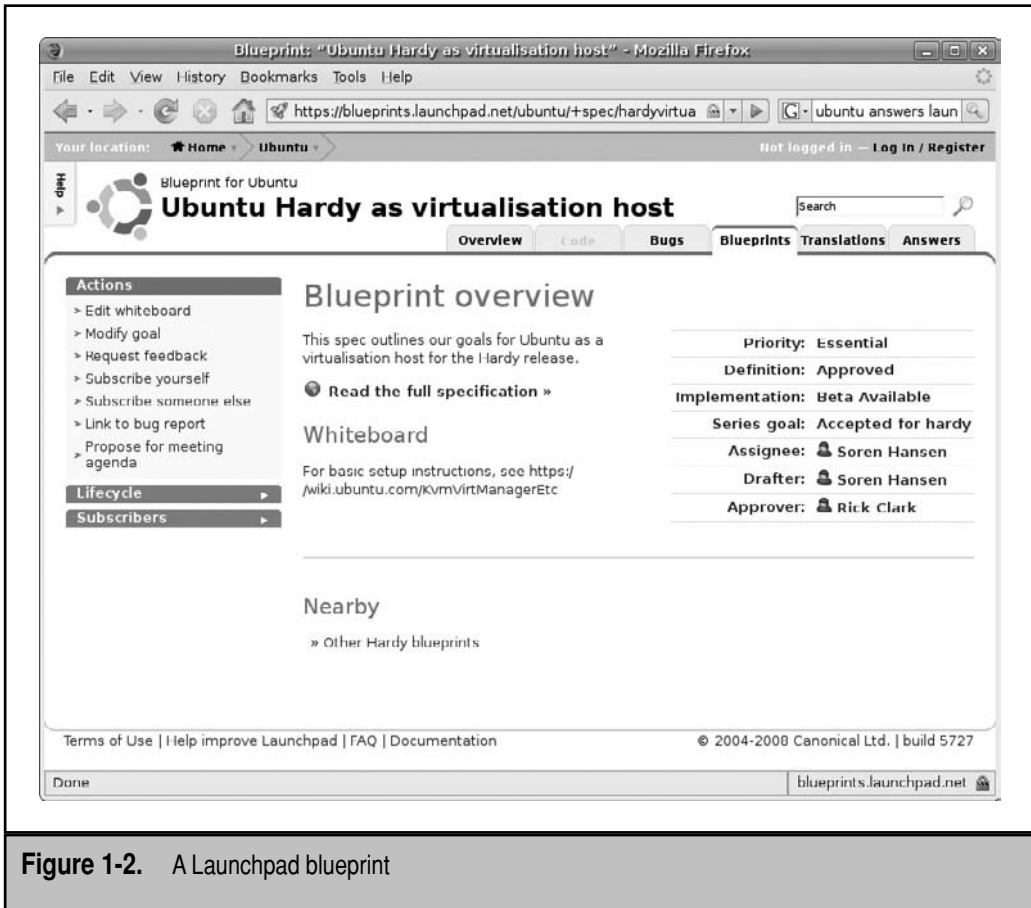 Blueprint: "Ubuntu Hardy as virtualisation host" - Mozilla Firefox
File Edit View History Bookmarks Tools Help
https://blueprints.launchpad.net/ubuntu/+spec/hardyvirtua
G ubuntu answers laun
Your location: Home Ubuntu
Not logged in — Log In / Register
Help
Blueprint for Ubuntu
Ubuntu Hardy as virtualisation host
Search
Overview Code Bugs Blueprints Translations Answers
Actions
Edit whiteboard
Modify goal
Request feedback
Subscribe yourself
Subscribe someone else
Link to bug report
Propose for meeting
agenda
Lifecycle
Subscribers
Blueprint overview
This spec outlines our goals for Ubuntu as a
virtualisation host for the Hardy release.
Read the full specification »
Whiteboard
For basic setup instructions, see https:/
/wiki.ubuntu.com/KvmVirtManagerEtc
Priority: Essential
Definition: Approved
Implementation: Beta Available
Series goal: Accepted for hardy
Assignee: Soren Hansen
Drafter: Soren Hansen
Approver: Rick Clark
Nearby
» Other Hardy blueprints
Terms of Use | Help improve Launchpad | FAQ | Documentation
© 2004-2008 Canonical Ltd. | build 5727
Done
blueprints.launchpad.net
Figure 1-2. A Launchpad blueprint